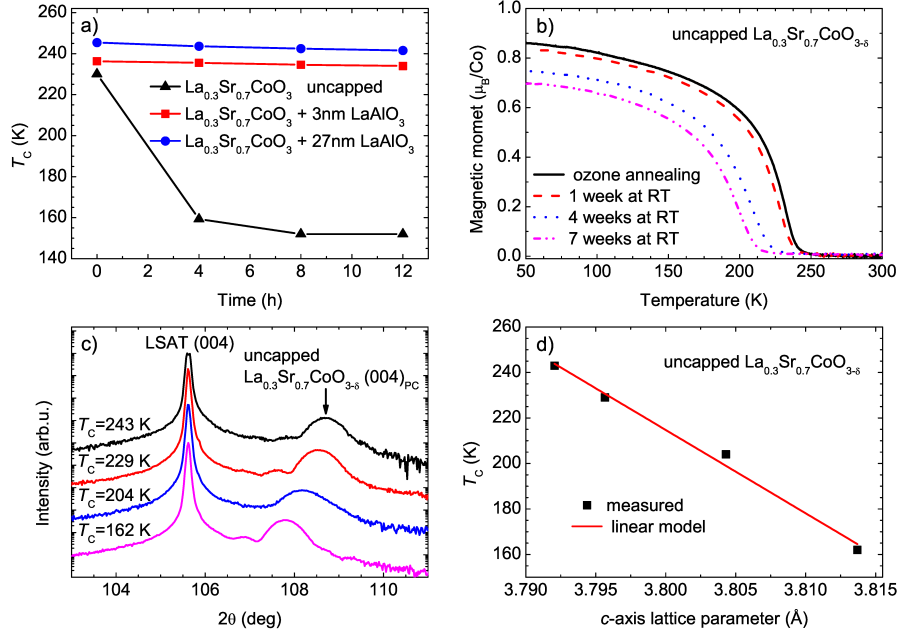 a)
260
240
220
200
180
160
140
T_C (K)
0 2 4 6 8 10 12
Time (h)
La0.3Sr0.7CoO3 uncapped
La0.3Sr0.7CoO3 + 3nm LaAlO3
La0.3Sr0.7CoO3 + 27nm LaAlO3
b)
uncapped La0.3Sr0.7CoO3-δ
1.0
0.8
0.6
0.4
0.2
0.0
Magnetic momet (μB/Co)
ozone annealing
1 week at RT
4 weeks at RT
7 weeks at RT
50 100 150 200 250 300
Temperature (K)
c)
LSAT (004)
uncapped
La0.3Sr0.7CoO3-δ (004)PC
TC=243 K
TC=229 K
TC=204 K
TC=162 K
Intensity (arb.u.)
104 106 108 110
2θ (deg)
d)
uncapped La0.3Sr0.7CoO3-δ
260
240
220
200
180
160
TC (K)
measured
linear model
3.790 3.795 3.800 3.805 3.810 3.815
c-axis lattice parameter (Å)